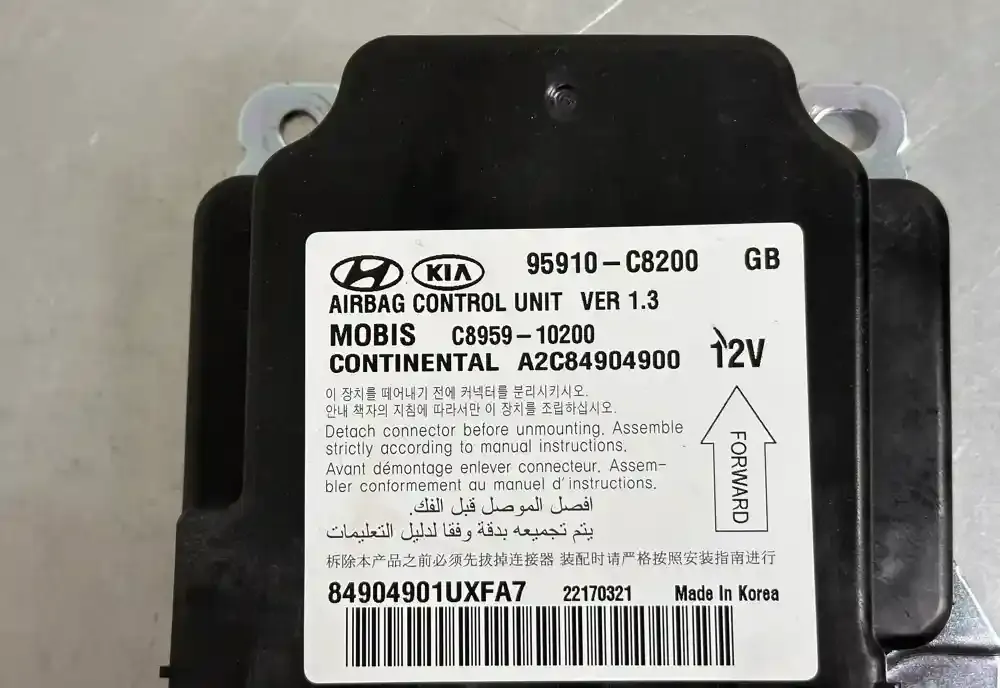 HYUNDAI KIA 95910-C8200 GB
AIRBAG CONTROL UNIT VER 1.3
MOBIS C8959-10200
CONTINENTAL A2C84904900 12V
이 장치를 떼어내기 전에 커넥터를 분리시키시오.
안내 책자의 지침에 따라서만 이 장치를 조립하십시오.
Detach connector before unmounting. Assemble
strictly according to manual instructions.
Avant démontage enlever connecteur. Assem-
bler conformement au manuel d'instructions.
افصل الموصل قبل الفك.
يتم تجميعه بدقة وفقا لدليل التعليمات
拆除本产品之前必须先拔掉连接器 装配时请严格按照安装指南进行
FORWARD
84904901UXFA7 22170321 Made In Korea